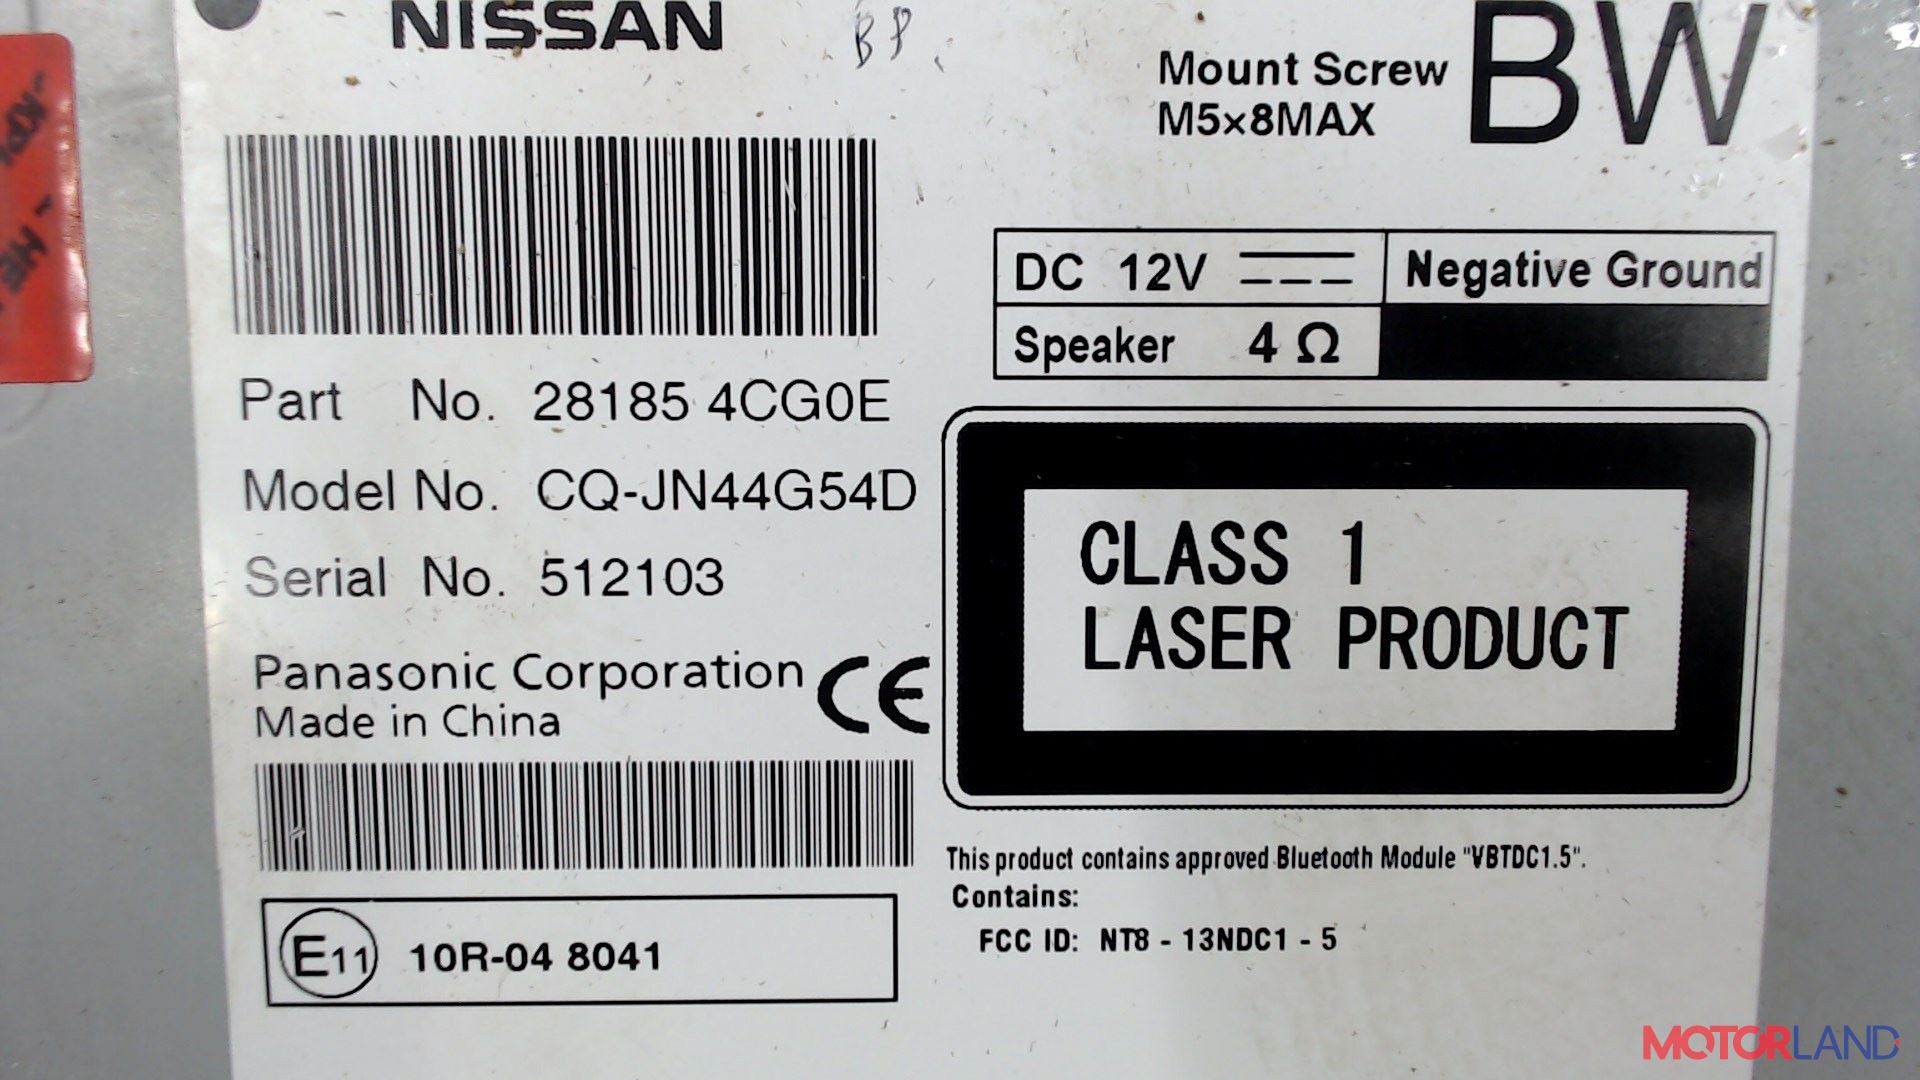 NISSAN
BP
Mount Screw
M5×8MAX
BW
DC 12V
Negative Ground
Speaker 4 Ω
Part No. 28185 4CG0E
Model No. CQ-JN44G54D
Serial No. 512103
Panasonic Corporation
Made in China
CE
CLASS 1
LASER PRODUCT
This product contains approved Bluetooth Module "VBTDC1.5".
Contains:
FCC ID: NT8 - 13NDC1 - 5
E11 10R-04 8041
MOTORLAND